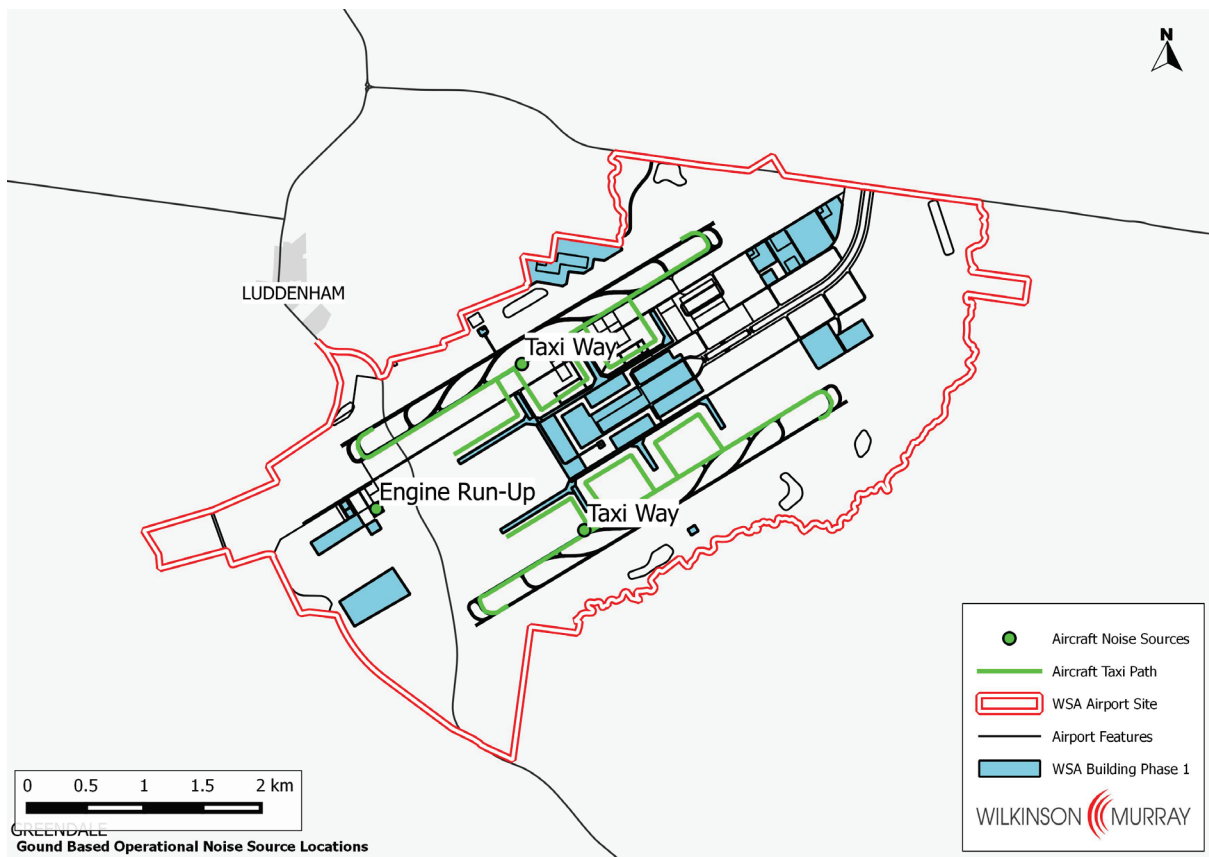 N
LUDDENHAM
Taxi Way
Engine Run-Up
Taxi Way
Aircraft Noise Sources
Aircraft Taxi Path
WSA Airport Site
Airport Features
WSA Building Phase 1
WILKINSON MURRAY
0 0.5 1 1.5 2 km
GREENDALE
Gound Based Operational Noise Source Locations